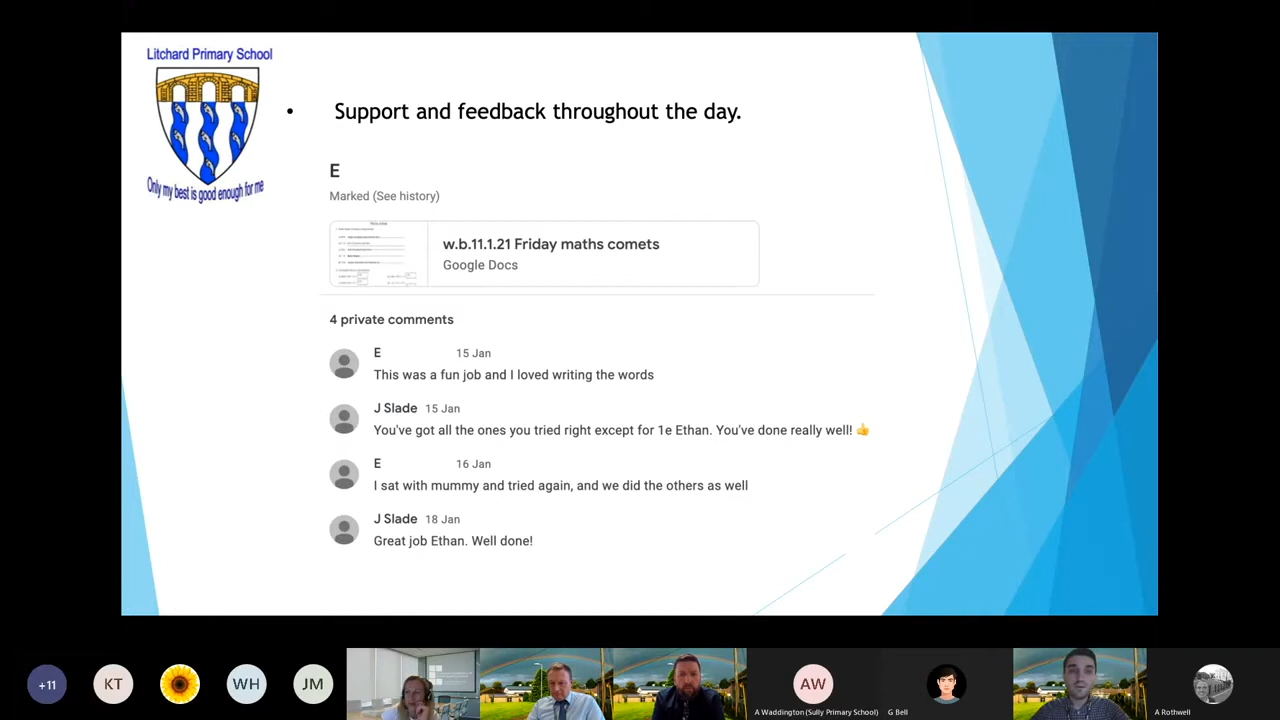 Litchard Primary School
Only my best is good enough for me
• Support and feedback throughout the day.
E
Marked (See history)
w.b.11.1.21 Friday maths comets
Google Docs
4 private comments
E 15 Jan
This was a fun job and I loved writing the words
J Slade 15 Jan
You've got all the ones you tried right except for 1e Ethan. You've done really well! 👍
E 16 Jan
I sat with mummy and tried again, and we did the others as well
J Slade 18 Jan
Great job Ethan. Well done!
+11
KT
WH
JM
AW
A Waddington (Sully Primary School)
G Bell
A Rothwell